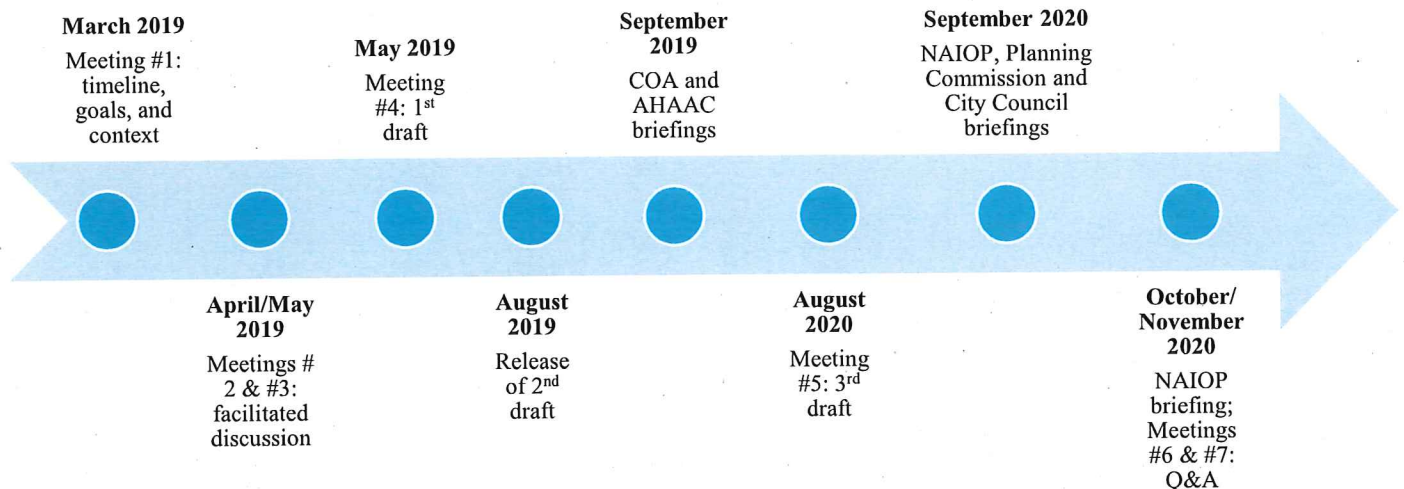 March 2019
Meeting #1:
timeline,
goals, and
context
April/May
2019
Meetings #
2 & #3:
facilitated
discussion
May 2019
Meeting
#4: 1st
draft
August
2019
Release
of 2nd
draft
September
2019
COA and
AHAAC
briefings
August
2020
Meeting
#5: 3rd
draft
September 2020
NAIOP, Planning
Commission and
City Council
briefings
October/
November
2020
NAIOP
briefing;
Meetings
#6 & #7:
Q&A